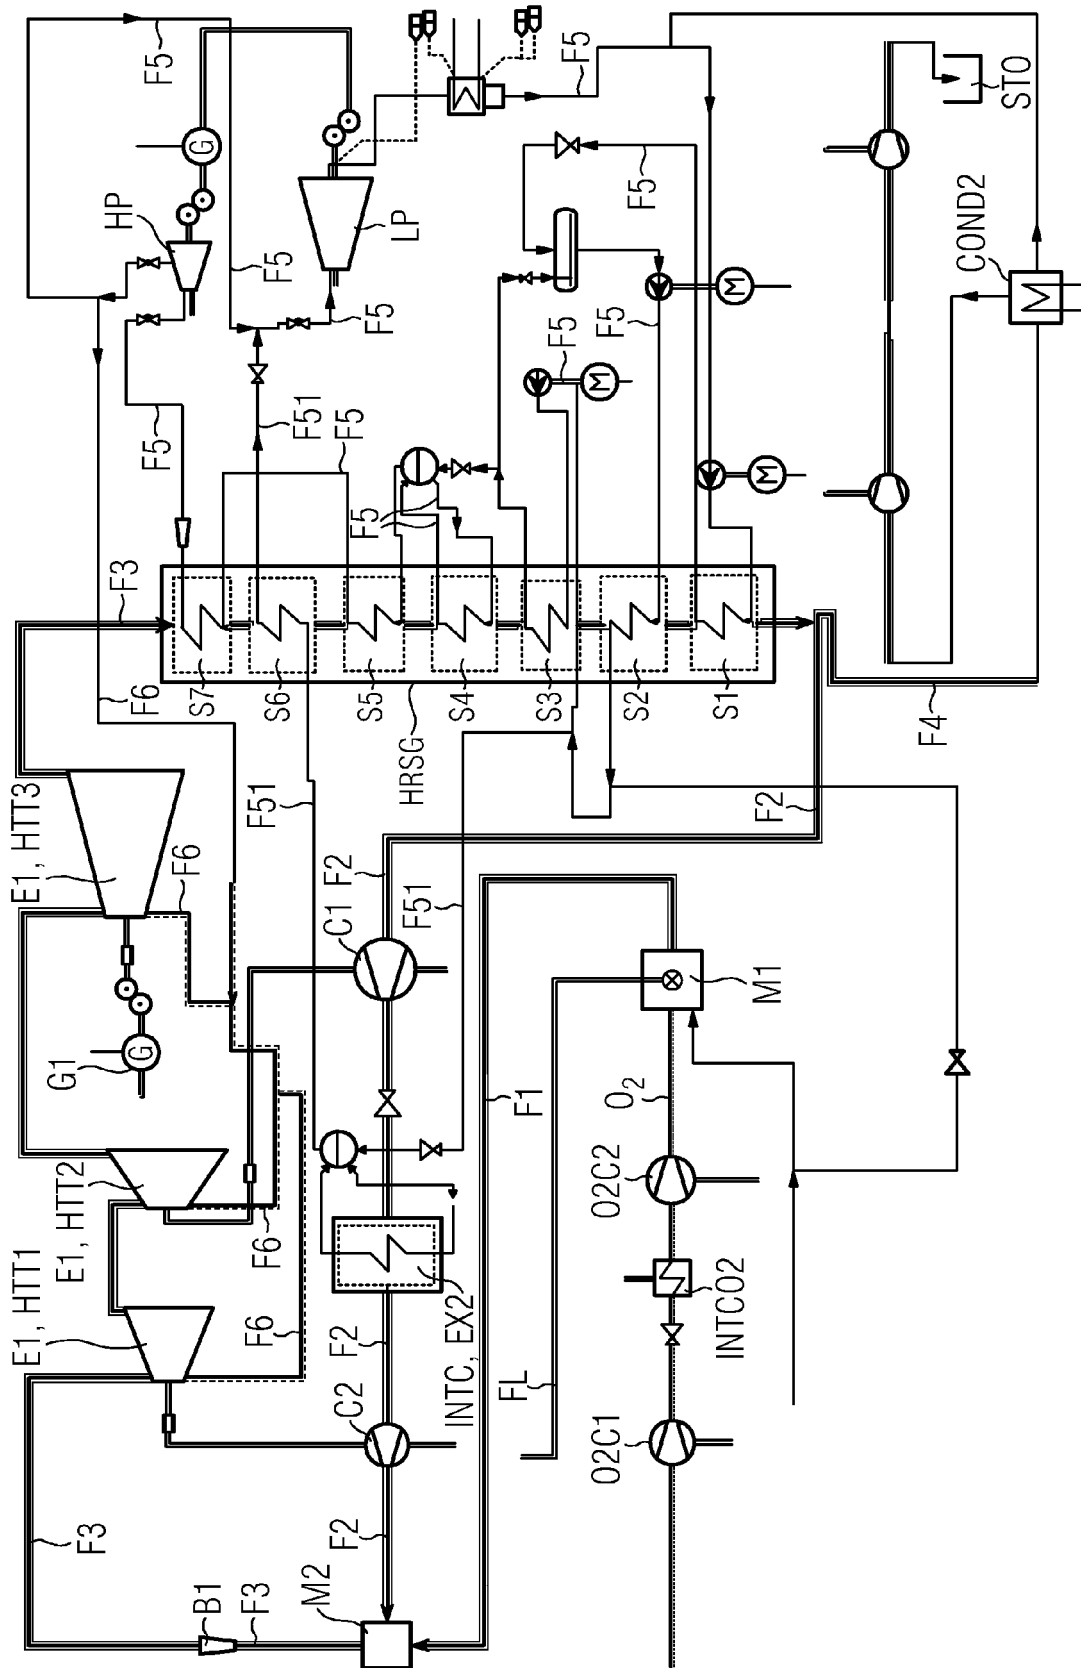 F3
B1
F3
M2
F2
C2
F2
INTC, EX2
E1, HTT1
F6
E1, HTT2
F6
G1
G
E1, HTT3
F6
F6
F3
C1
F2
F51
F51
F2
F1
FL
M1
O2
O2C2
INTCO2
O2C1
HRSG
S7
S6
S5
S4
S3
S2
S1
F4
F5
F5
F51
F5
F5
HP
G
F5
F5
LP
F5
F5
F5
F5
M
M
M
COND2
STO